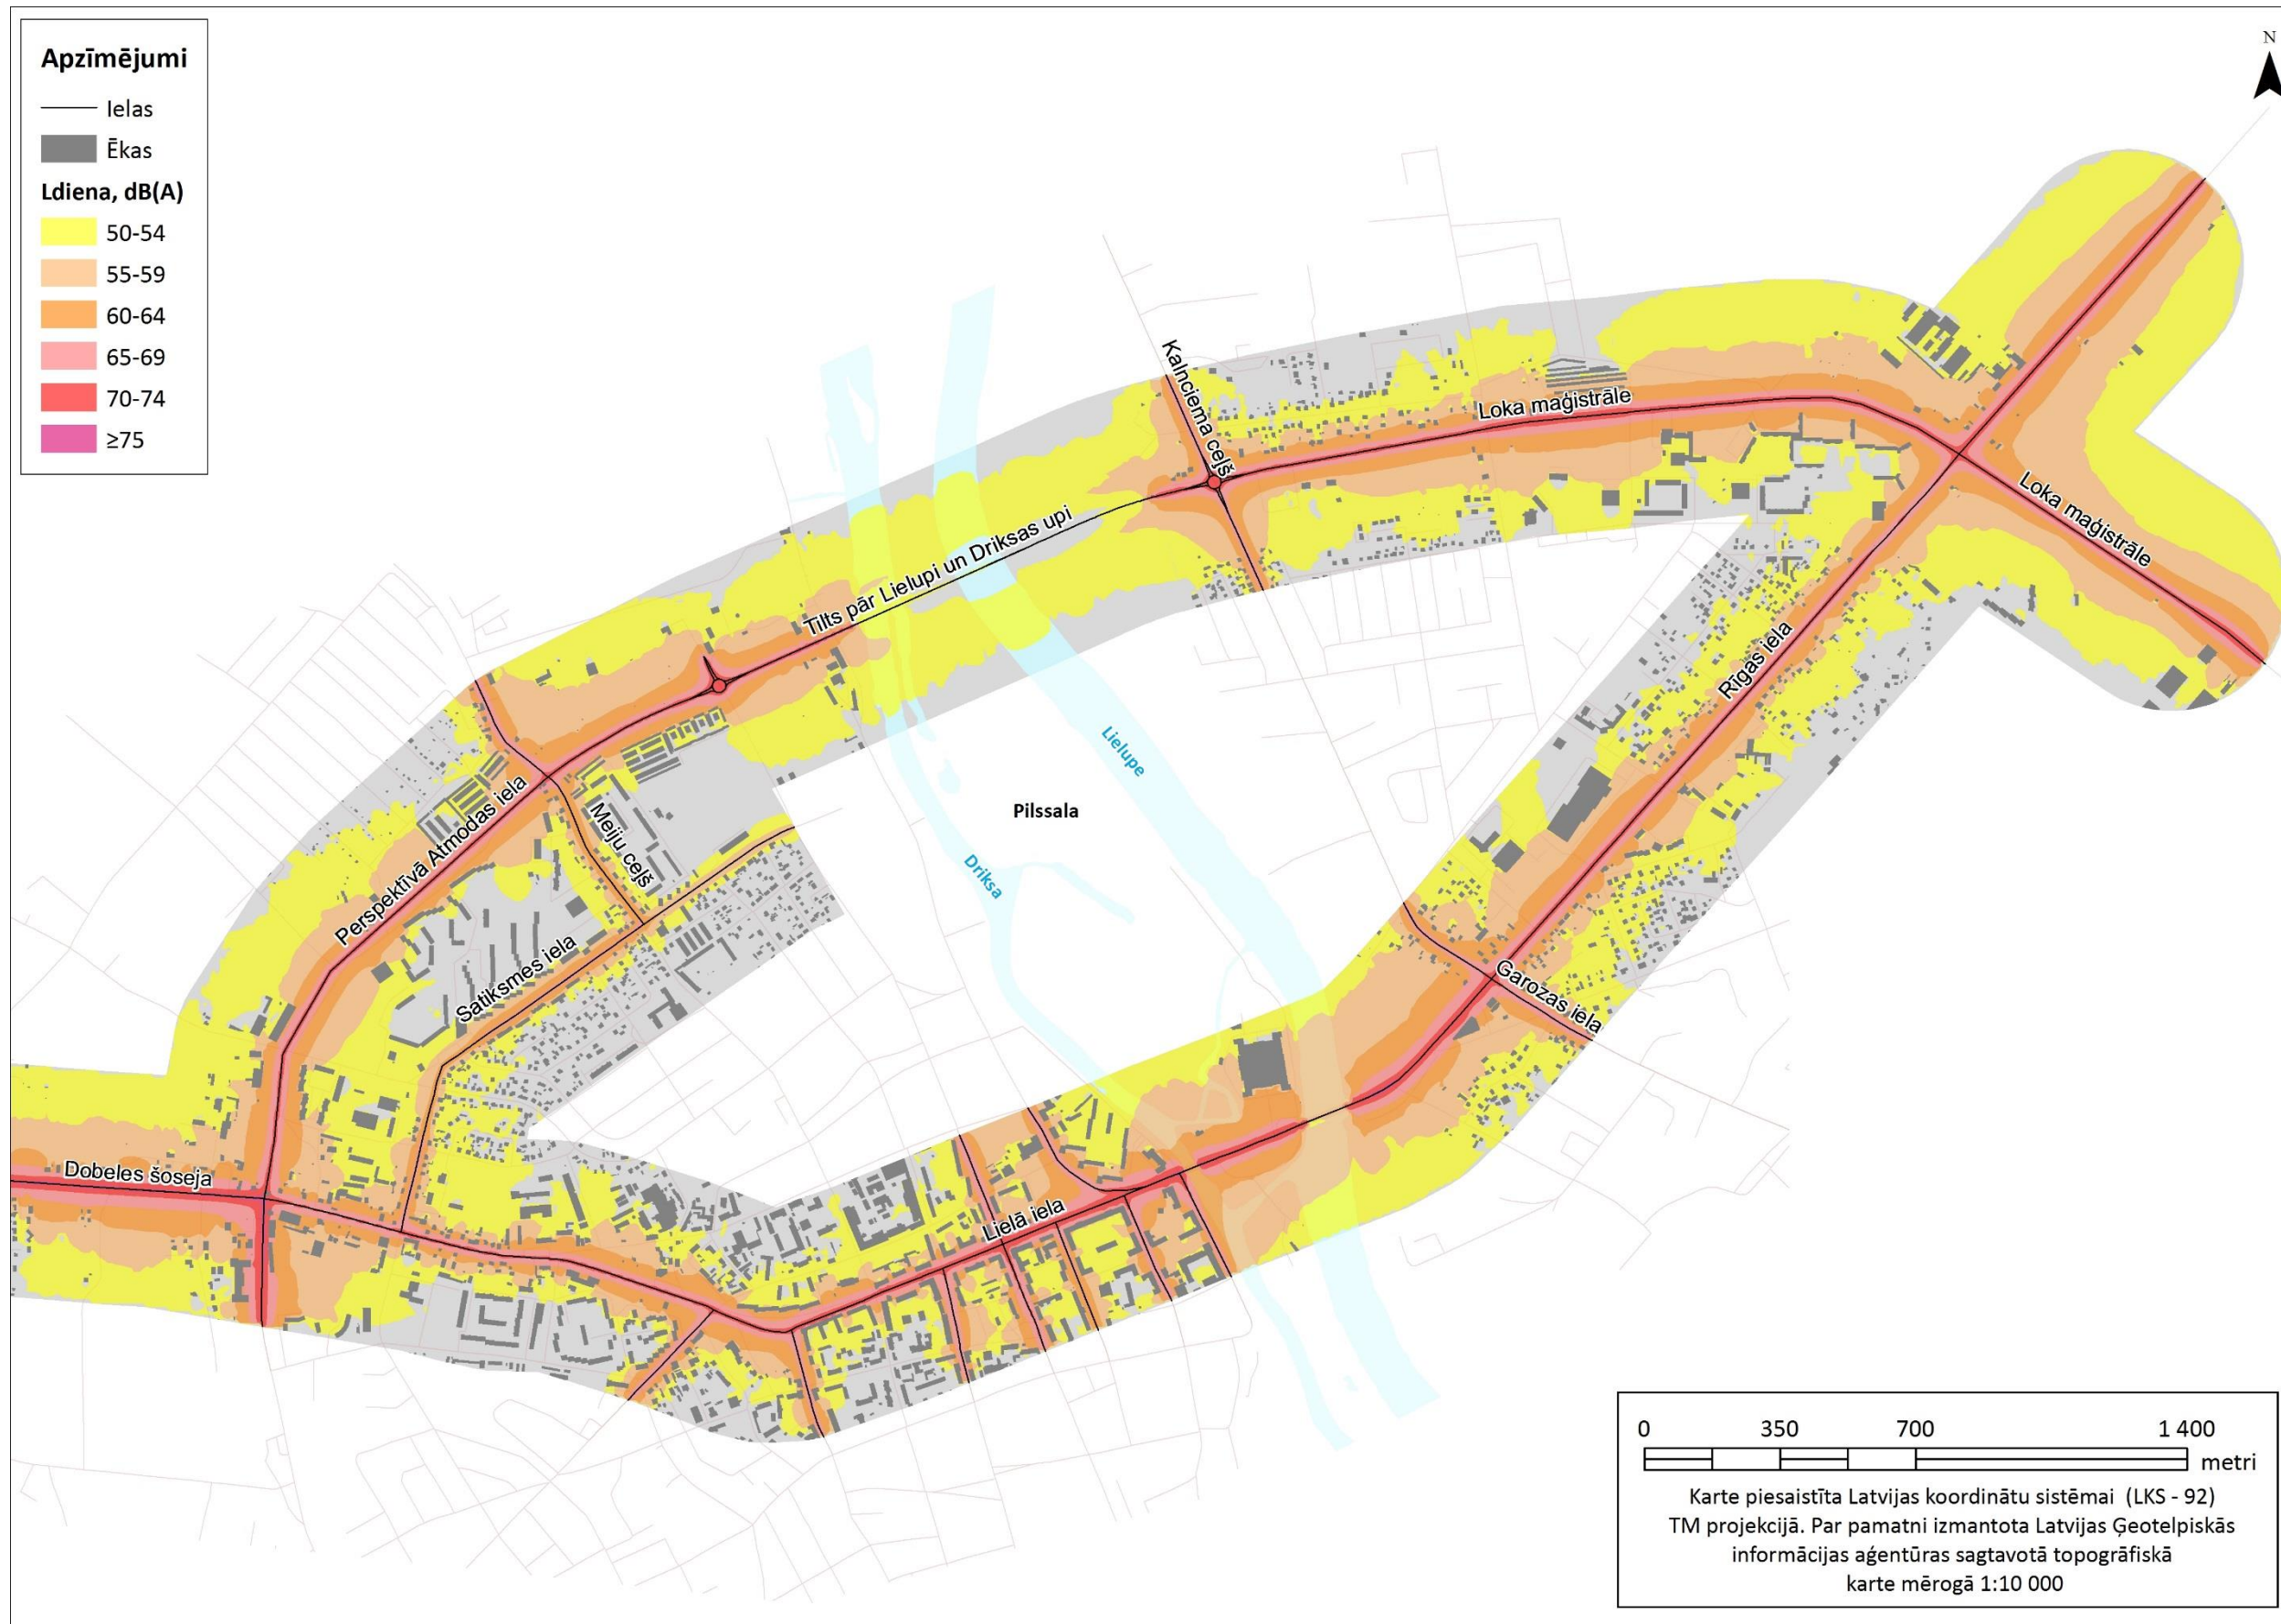 Apzīmējumi
Ielas
Ēkas
Ldiena, dB(A)
50-54
55-59
60-64
65-69
70-74
≥75
N
Kalnciema ceļš
Loka maģistrāle
Loka maģistrāle
Tilts pār Lielupi un Driksas upi
Rīgas iela
Lielupe
Pilssala
Driksa
Meiju ceļš
Perspektīvā Atmodas iela
Satiksmes iela
Garozas iela
Dobeles šoseja
Lielā iela
0 350 700 1 400
metri
Karte piesaistīta Latvijas koordinātu sistēmai (LKS - 92)
TM projekcijā. Par pamatni izmantota Latvijas Ģeotelpiskās
informācijas aģentūras sagtavotā topogrāfiskā
karte mērogā 1:10 000